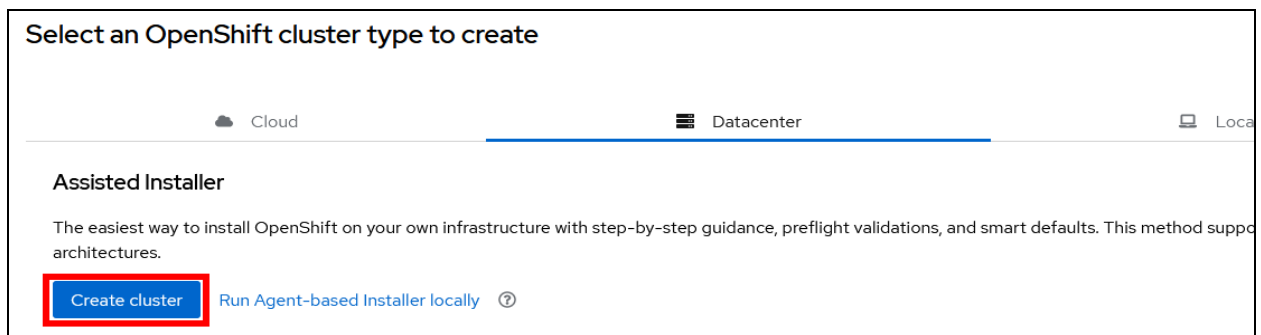 Select an OpenShift cluster type to create
Cloud
Datacenter
Loca
Assisted Installer
The easiest way to install OpenShift on your own infrastructure with step-by-step guidance, preflight validations, and smart defaults. This method suppo
architectures.
Create cluster
Run Agent-based Installer locally